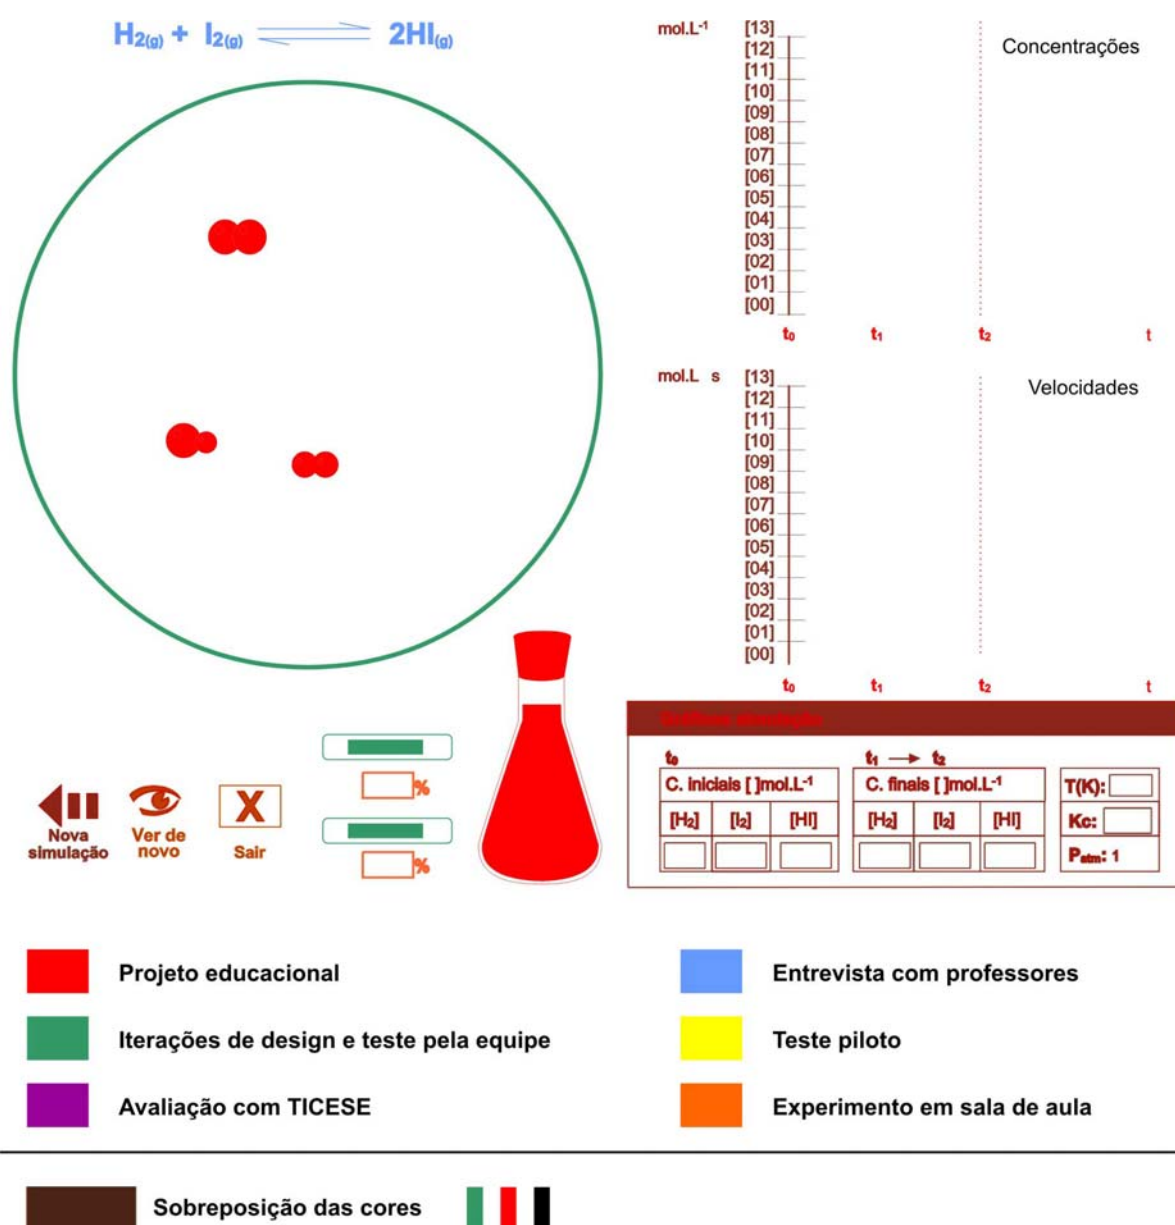 H2(g) + I2(g) ⇌ 2HI(g)
mol.L-1
[13]
[12]
[11]
[10]
[09]
[08]
[07]
[06]
[05]
[04]
[03]
[02]
[01]
[00]
Concentrações
t0 t1 t2 t
mol.L s
[13]
[12]
[11]
[10]
[09]
[08]
[07]
[06]
[05]
[04]
[03]
[02]
[01]
[00]
Velocidades
t0 t1 t2 t
Nova
simulação
Ver de
novo
X
Sair
%
%
t0
C. iniciais [ ]mol.L-1
[H2] [I2] [HI]
t1 → t2
C. finais [ ]mol.L-1
[H2] [I2] [HI]
T(K):
Kc:
Patm: 1
Projeto educacional
Iterações de design e teste pela equipe
Avaliação com TICESE
Entrevista com professores
Teste piloto
Experimento em sala de aula
Sobreposição das cores